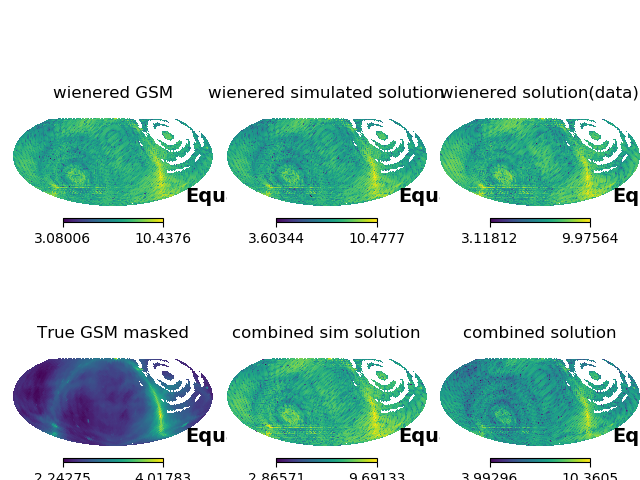 wienered GSM
wienered simulated solution
wienered solution(data)
Equ
Equ
Eq
3.08006 10.4376
3.60344 10.4777
3.11812 9.97564
True GSM masked
combined sim solution
combined solution
Equ
Equ
Eq
2.24275 4.01783
2.86571 9.69133
3.99296 10.3605